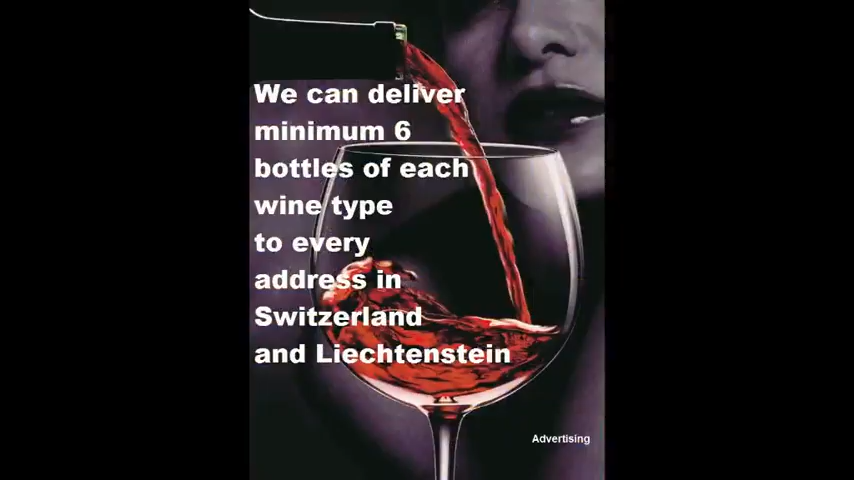 We can deliver
minimum 6
bottles of each
wine type
to every
address in
Switzerland
and Liechtenstein
Advertising